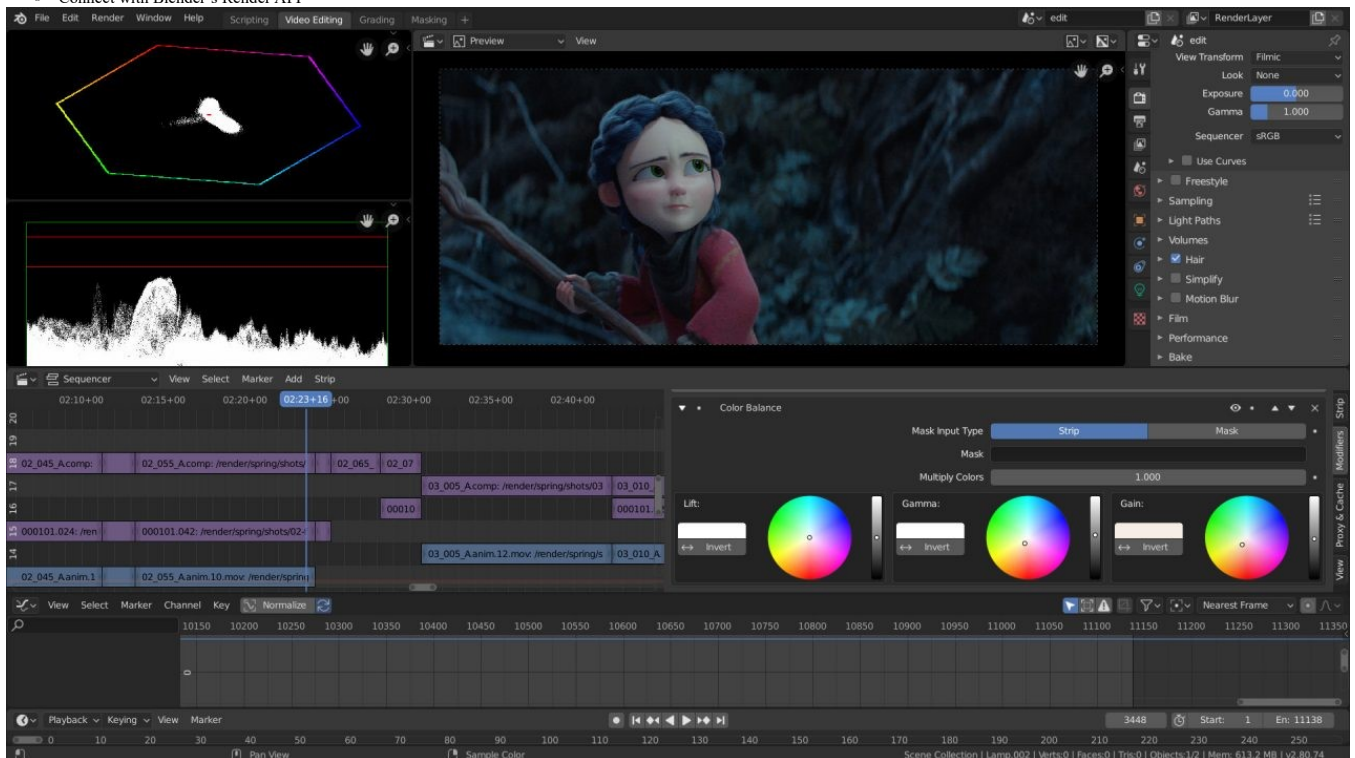 Connect with Blender's Render API
File Edit Render Window Help Scripting Video Editing Grading Masking + edit RenderLayer
Preview View edit
View Transform Filmic
Look None
Exposure 0.000
Gamma 1.000
Sequencer sRGB
Use Curves
Freestyle
Sampling
Light Paths
Volumes
Hair
Simplify
Motion Blur
Film
Performance
Bake
Sequencer View Select Marker Add Strip
02:10+00 02:15+00 02:20+00 02:23+16 +00 02:30+00 02:35+00 02:40+00
20
19
18 02_045_A.comp: 02_055_A.comp: /render/spring/shots/ 02_065_ 02_07
17 03_005_A.comp: /render/spring/shots/03 03_010_
16 00010 000101.
15 000101.024: /ren 000101.042: /render/spring/shots/02-
14 03_005_A.anim.12.mov: /render/spring/s 03_010_A.
02_045_A.anim.1 02_055_A.anim.10.mov: /render/spring
Color Balance
Mask Input Type Strip Mask
Mask
Multiply Colors 1.000
Lift: Gamma: Gain:
Invert Invert Invert
Strip
Modifiers
Proxy & Cache
View
View Select Marker Channel Key Normalize Nearest Frame
10150 10200 10250 10300 10350 10400 10450 10500 10550 10600 10650 10700 10750 10800 10850 10900 10950 11000 11050 11100 11150 11200 11250 11300 11350
0
Playback Keying View Marker 3448 Start: 1 En: 11138
0 10 20 30 40 50 60 70 80 90 100 110 120 130 140 150 160 170 180 190 200 210 220 230 240 250
Pan View Sample Color Scene Collection | Lamp.002 | Verts:0 | Faces:0 | Tris:0 | Objects:1/2 | Mem: 613.2 MB | v2.80.74